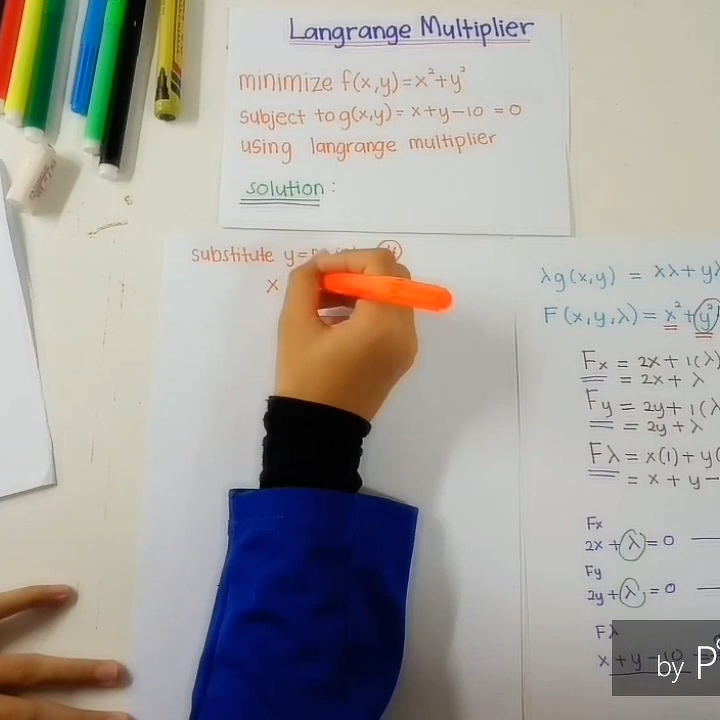 Langrange Multiplier
minimize f(x,y) = x² + y²
subject to g(x,y) = x + y - 10 = 0
using langrange multiplier
solution :
substitute y =
x
λg(x,y) = xλ + yλ
F(x,y,λ) = x² + y²
Fx = 2x + 1(λ)
= 2x + λ
Fy = 2y + 1(λ
= 2y + λ
Fλ = x(1) + y(
= x + y -
Fx
2x + λ = 0
Fy
2y + λ = 0
Fλ
x + y - 10
by P